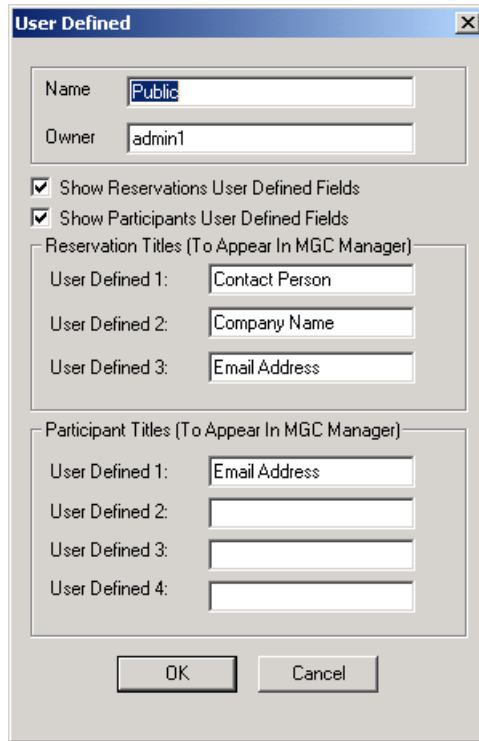 User Defined
Name Public
Owner admin1
Show Reservations User Defined Fields
Show Participants User Defined Fields
Reservation Titles (To Appear In MGC Manager)
User Defined 1: Contact Person
User Defined 2: Company Name
User Defined 3: Email Address
Participant Titles (To Appear In MGC Manager)
User Defined 1: Email Address
User Defined 2:
User Defined 3:
User Defined 4:
OK Cancel